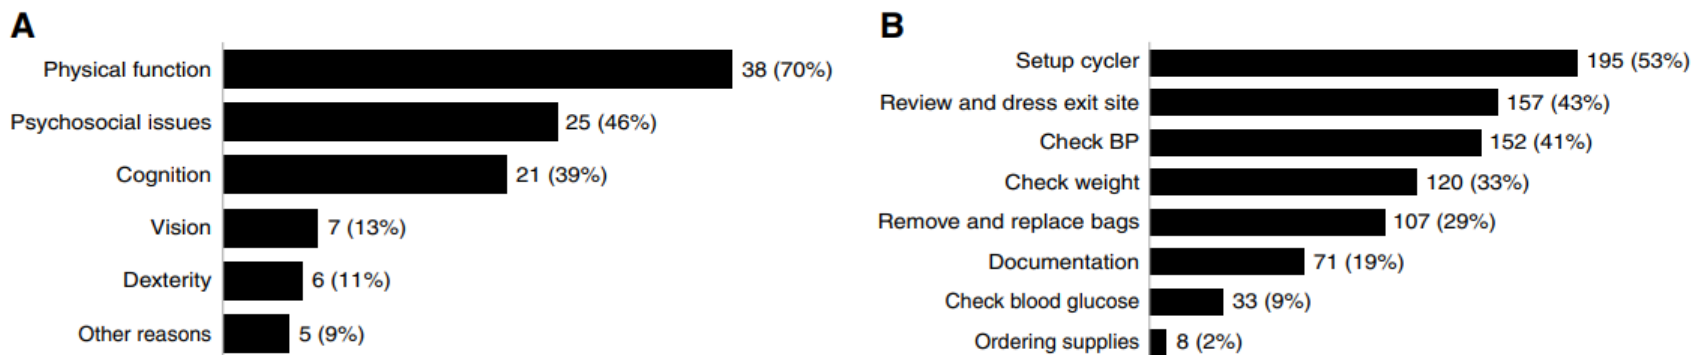 A
Physical function 38 (70%)
Psychosocial issues 25 (46%)
Cognition 21 (39%)
Vision 7 (13%)
Dexterity 6 (11%)
Other reasons 5 (9%)
B
Setup cycler 195 (53%)
Review and dress exit site 157 (43%)
Check BP 152 (41%)
Check weight 120 (33%)
Remove and replace bags 107 (29%)
Documentation 71 (19%)
Check blood glucose 33 (9%)
Ordering supplies 8 (2%)